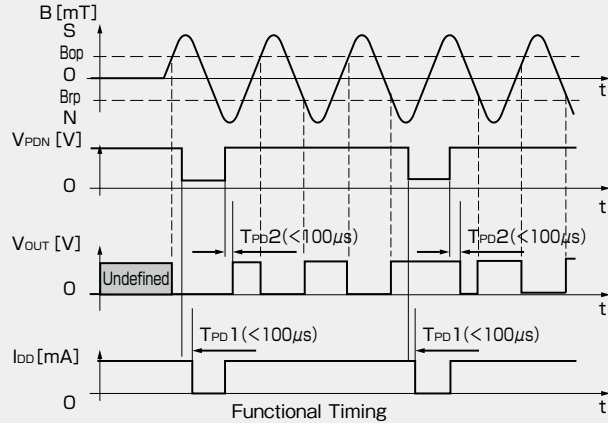 B [mT]
S
Bop
0
t
Brp
N
VPDN [V]
0
t
TPD2(<100μs) TPD2(<100μs)
VOUT [V]
Undefined
0
t
TPD1(<100μs) TPD1(<100μs)
IDD [mA]
0
t
Functional Timing